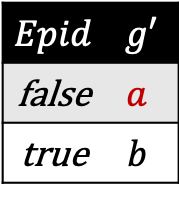 Epid g′
false a
true b